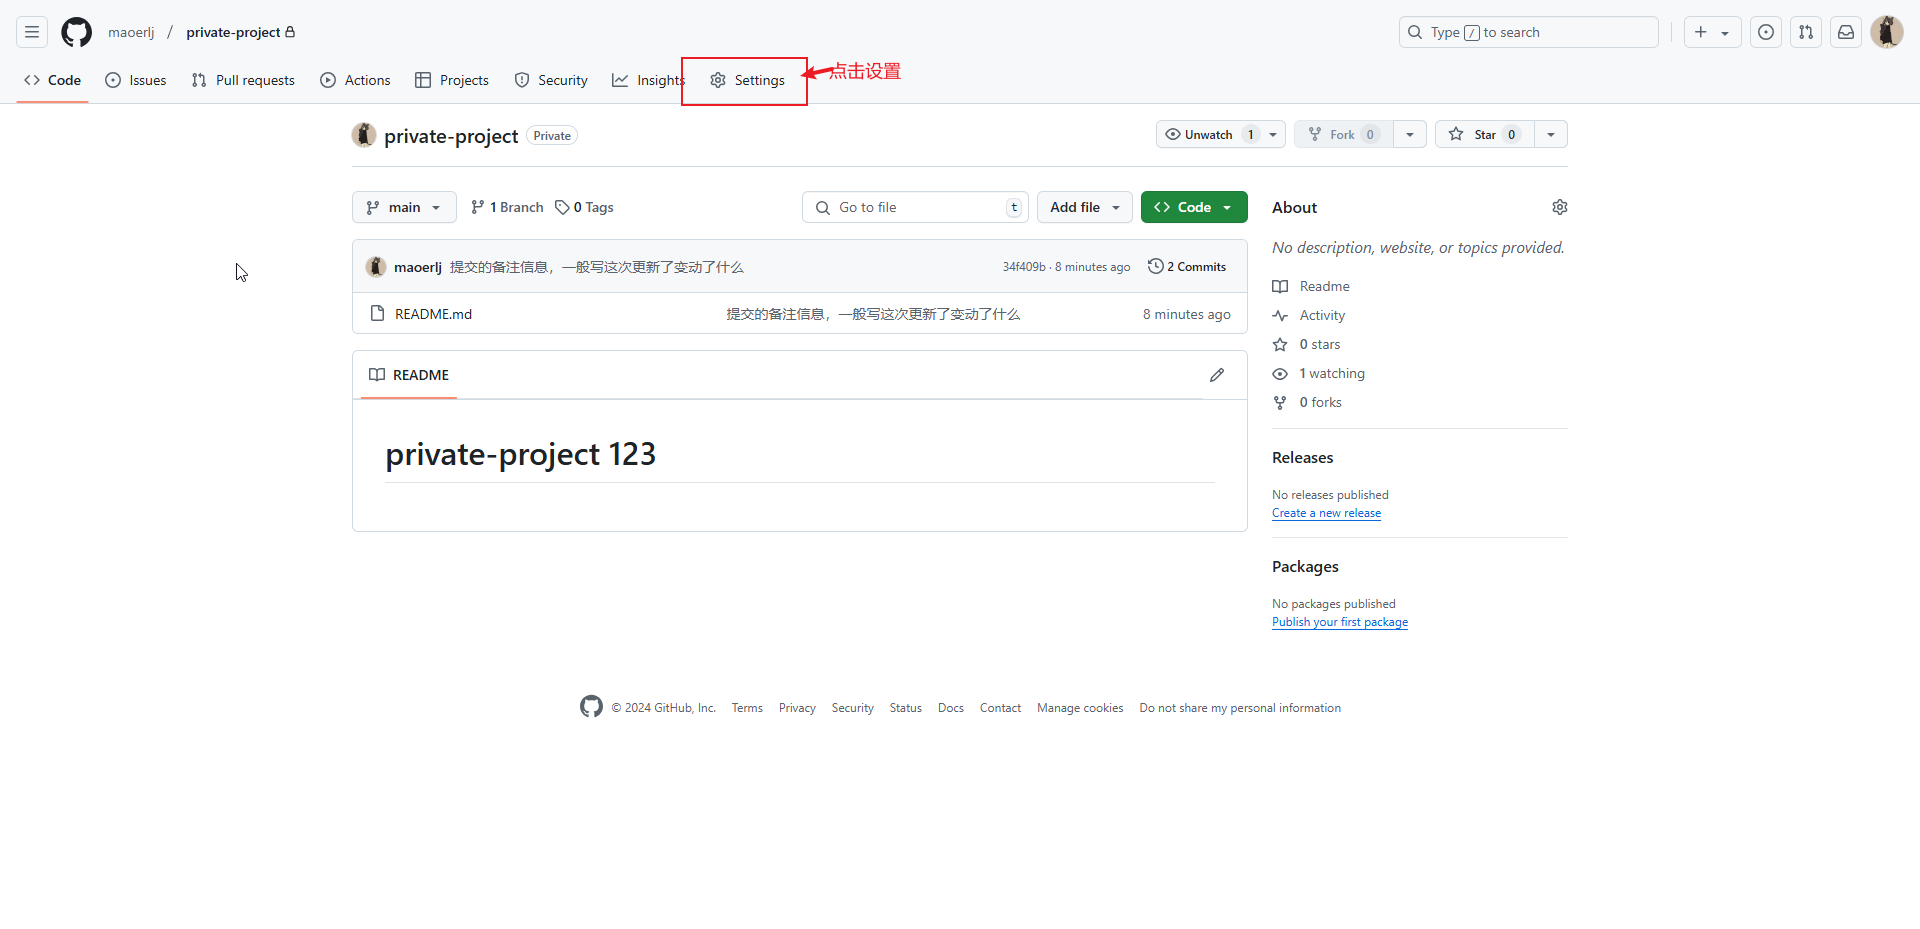 maoerlj / private-project
Type / to search
Code Issues Pull requests Actions Projects Security Insights Settings 点击设置
private-project Private
Unwatch 1 Fork 0 Star 0
main 1 Branch 0 Tags Go to file t Add file Code
maoerlj 提交的备注信息，一般写这次更新了变动了什么 34f409b · 8 minutes ago 2 Commits
README.md 提交的备注信息，一般写这次更新了变动了什么 8 minutes ago
README
private-project 123
About
No description, website, or topics provided.
Readme
Activity
0 stars
1 watching
0 forks
Releases
No releases published
Create a new release
Packages
No packages published
Publish your first package
© 2024 GitHub, Inc. Terms Privacy Security Status Docs Contact Manage cookies Do not share my personal information